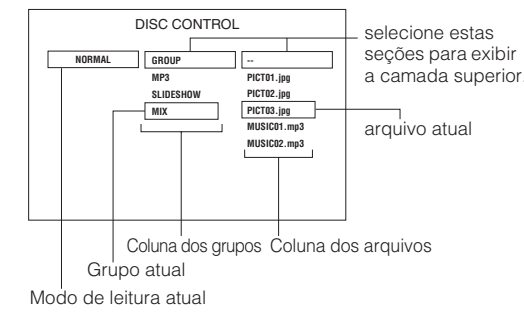 DISC CONTROL
selecione estas
seções para exibir
a camada superior.
NORMAL
GROUP
--
MP3
PICT01.jpg
SLIDESHOW
PICT02.jpg
MIX
PICT03.jpg
arquivo atual
MUSIC01.mp3
MUSIC02.mp3
Coluna dos grupos
Coluna dos arquivos
Grupo atual
Modo de leitura atual